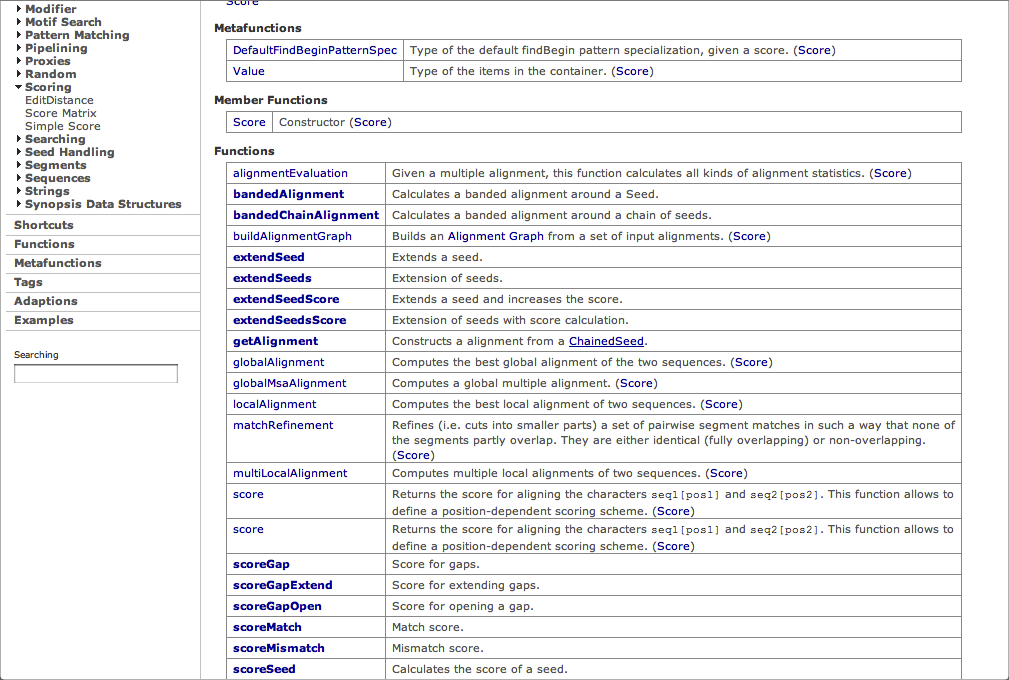 Modifier
Motif Search
Pattern Matching
Pipelining
Proxies
Random
Scoring
EditDistance
Score Matrix
Simple Score
Searching
Seed Handling
Segments
Sequences
Strings
Synopsis Data Structures
Shortcuts
Functions
Metafunctions
Tags
Adaptions
Examples
Searching
Score
Metafunctions
DefaultFindBeginPatternSpec Type of the default findBegin pattern specialization, given a score. (Score)
Value Type of the items in the container. (Score)
Member Functions
Score Constructor (Score)
Functions
alignmentEvaluation Given a multiple alignment, this function calculates all kinds of alignment statistics. (Score)
bandedAlignment Calculates a banded alignment around a Seed.
bandedChainAlignment Calculates a banded alignment around a chain of seeds.
buildAlignmentGraph Builds an Alignment Graph from a set of input alignments. (Score)
extendSeed Extends a seed.
extendSeeds Extension of seeds.
extendSeedScore Extends a seed and increases the score.
extendSeedsScore Extension of seeds with score calculation.
getAlignment Constructs a alignment from a ChainedSeed.
globalAlignment Computes the best global alignment of the two sequences. (Score)
globalMsaAlignment Computes a global multiple alignment. (Score)
localAlignment Computes the best local alignment of two sequences. (Score)
matchRefinement Refines (i.e. cuts into smaller parts) a set of pairwise segment matches in such a way that none of
the segments partly overlap. They are either identical (fully overlapping) or non-overlapping.
(Score)
multiLocalAlignment Computes multiple local alignments of two sequences. (Score)
score Returns the score for aligning the characters seq1[pos1] and seq2[pos2]. This function allows to
define a position-dependent scoring scheme. (Score)
score Returns the score for aligning the characters seq1[pos1] and seq2[pos2]. This function allows to
define a position-dependent scoring scheme. (Score)
scoreGap Score for gaps.
scoreGapExtend Score for extending gaps.
scoreGapOpen Score for opening a gap.
scoreMatch Match score.
scoreMismatch Mismatch score.
scoreSeed Calculates the score of a seed.